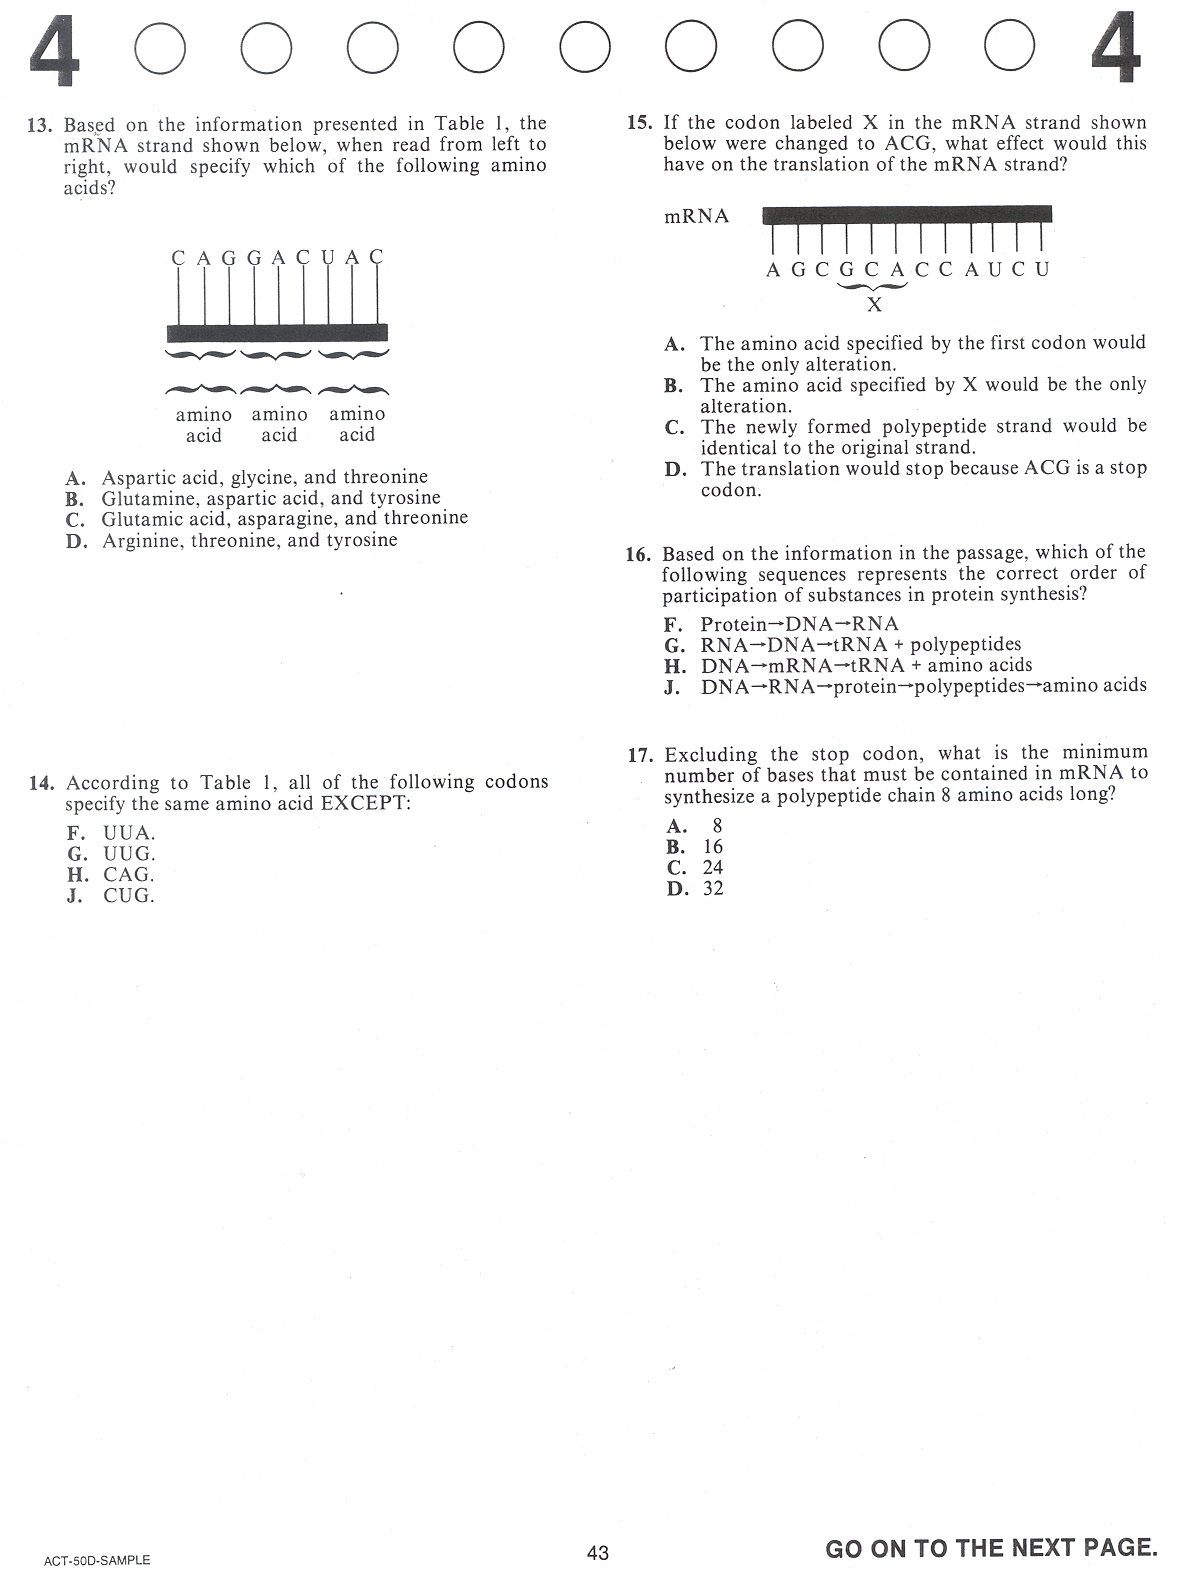 4 4
13. Based on the information presented in Table 1, the
mRNA strand shown below, when read from left to
right, would specify which of the following amino
acids?
C A G G A C U A C
amino amino amino
acid acid acid
A. Aspartic acid, glycine, and threonine
B. Glutamine, aspartic acid, and tyrosine
C. Glutamic acid, asparagine, and threonine
D. Arginine, threonine, and tyrosine
14. According to Table 1, all of the following codons
specify the same amino acid EXCEPT:
F. UUA.
G. UUG.
H. CAG.
J. CUG.
15. If the codon labeled X in the mRNA strand shown
below were changed to ACG, what effect would this
have on the translation of the mRNA strand?
mRNA
A G C G C A C C A U C U
X
A. The amino acid specified by the first codon would
be the only alteration.
B. The amino acid specified by X would be the only
alteration.
C. The newly formed polypeptide strand would be
identical to the original strand.
D. The translation would stop because ACG is a stop
codon.
16. Based on the information in the passage, which of the
following sequences represents the correct order of
participation of substances in protein synthesis?
F. Protein→DNA→RNA
G. RNA→DNA→tRNA + polypeptides
H. DNA→mRNA→tRNA + amino acids
J. DNA→RNA→protein→polypeptides→amino acids
17. Excluding the stop codon, what is the minimum
number of bases that must be contained in mRNA to
synthesize a polypeptide chain 8 amino acids long?
A. 8
B. 16
C. 24
D. 32
ACT-50D-SAMPLE
43
GO ON TO THE NEXT PAGE.